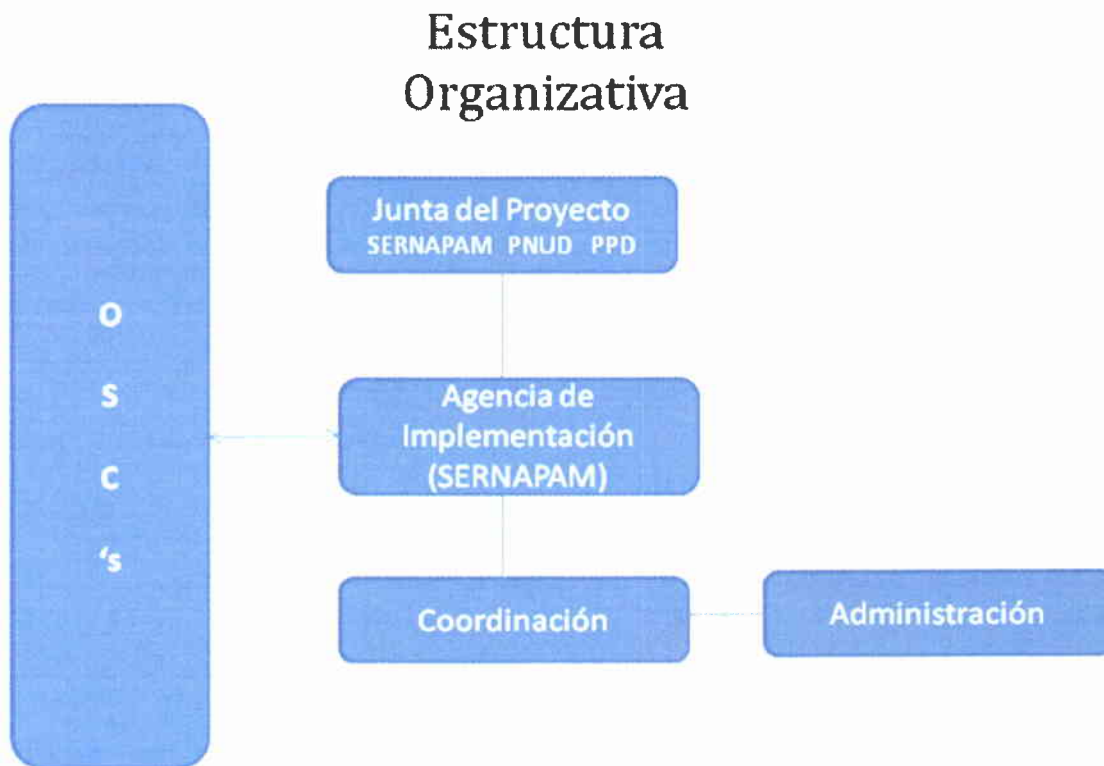 Estructura
Organizativa
O
S
C
‘s
Junta del Proyecto
SERNAPAM PNUD PPD
Agencia de
Implementación
(SERNAPAM)
Coordinación
Administración